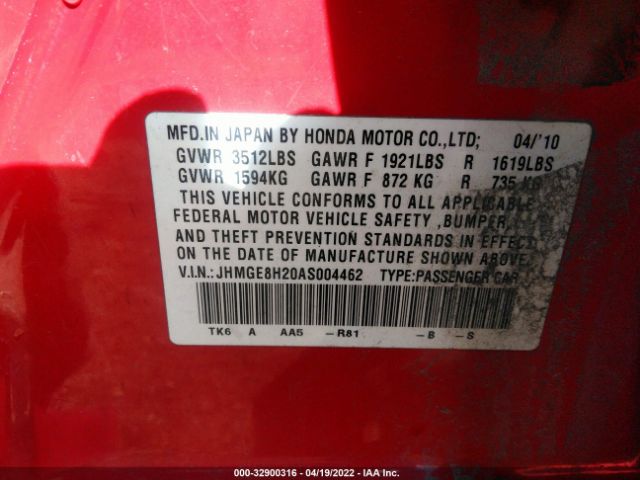 MFD.IN JAPAN BY HONDA MOTOR CO.,LTD; 04/'10
GVWR 3512LBS GAWR F 1921LBS R 1619LBS
GVWR 1594KG GAWR F 872 KG R 735 KG
THIS VEHICLE CONFORMS TO ALL APPLICABLE
FEDERAL MOTOR VEHICLE SAFETY ,BUMPER,
AND THEFT PREVENTION STANDARDS IN EFFECT
ON THE DATE OF MANUFACTURE SHOWN ABOVE.
V.I.N.: JHMGE8H20AS004462 TYPE:PASSENGER CAR
TK6 A AA5 -R81 -B -S
000-32900316 - 04/19/2022 - IAA Inc.